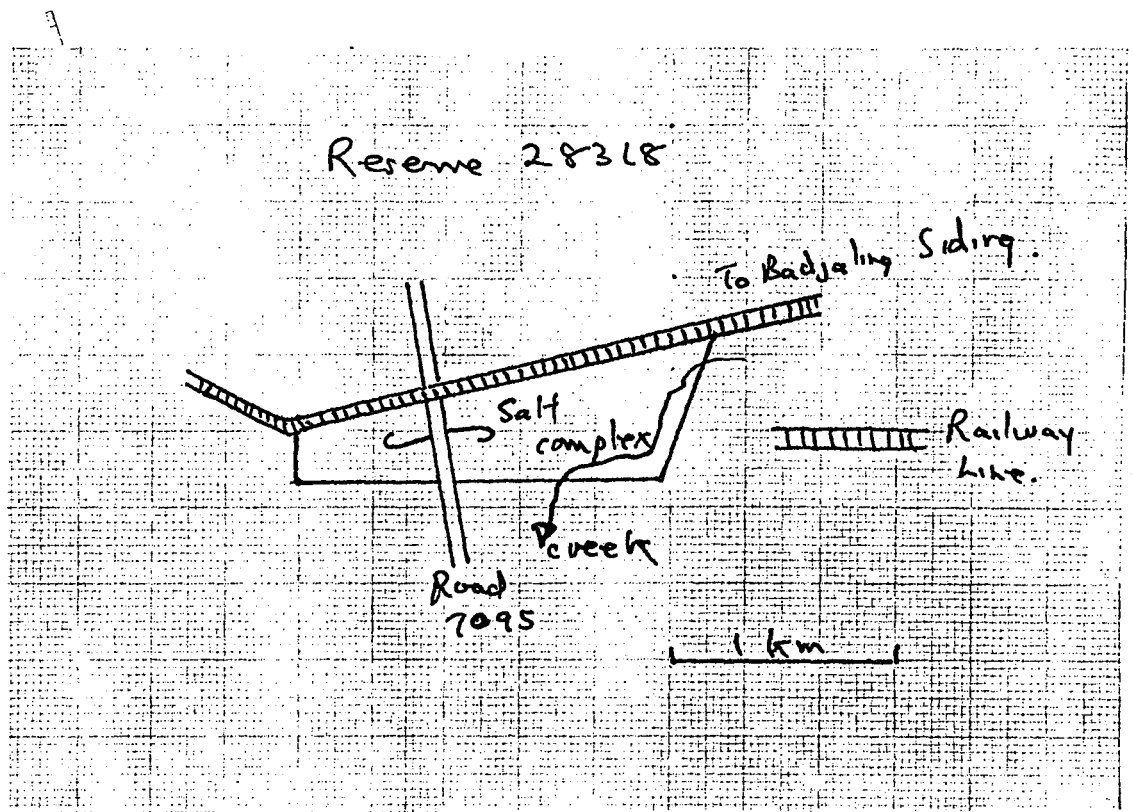 Reserve 28318
To Badjaling Siding.
Salt
complex
Railway
Line.
creek
Road
7095
1 km